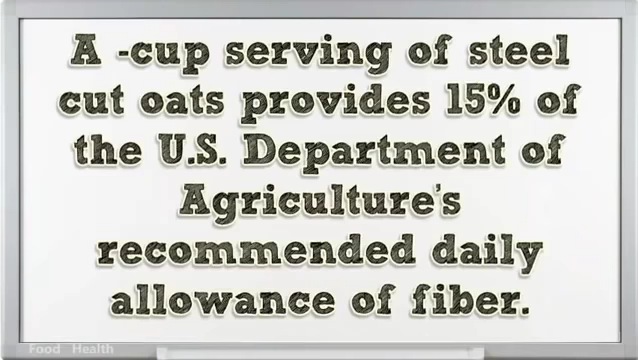 A -cup serving of steel
cut oats provides 15% of
the U.S. Department of
Agriculture's
recommended daily
allowance of fiber.
Food Health